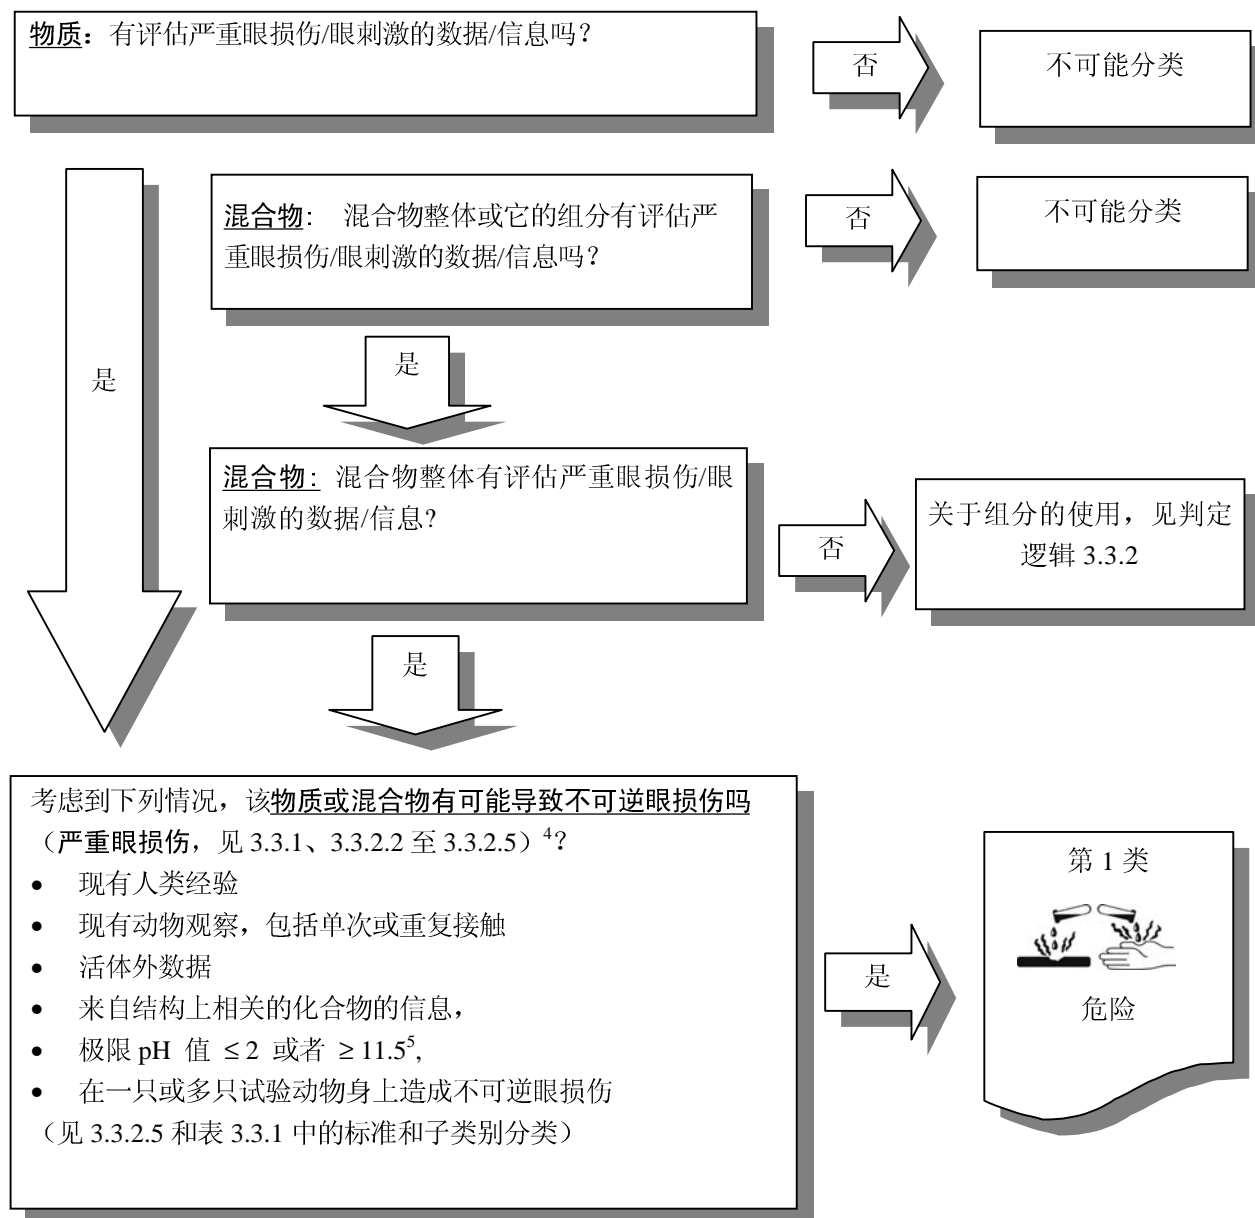 物质：有评估严重眼损伤/眼刺激的数据/信息吗？
否
不可能分类
混合物： 混合物整体或它的组分有评估严
重眼损伤/眼刺激的数据/信息吗？
否
不可能分类
是
是
混合物：混合物整体有评估严重眼损伤/眼
刺激的数据/信息?
否
关于组分的使用，见判定
逻辑 3.3.2
是
考虑到下列情况，该物质或混合物有可能导致不可逆眼损伤吗
（严重眼损伤，见 3.3.1、3.3.2.2 至 3.3.2.5）⁴？
• 现有人类经验
• 现有动物观察，包括单次或重复接触
• 活体外数据
• 来自结构上相关的化合物的信息，
• 极限 pH 值 ≤ 2 或者 ≥ 11.5⁵,
• 在一只或多只试验动物身上造成不可逆眼损伤
（见 3.3.2.5 和表 3.3.1 中的标准和子类别分类）
是
第 1 类
危险